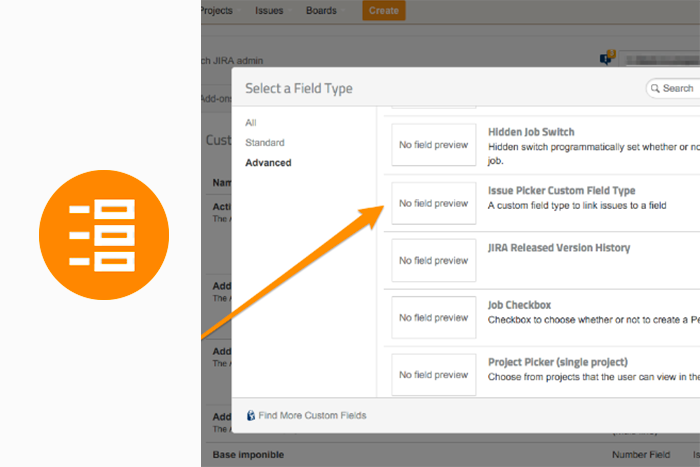 Projects Issues Boards Create
ch JIRA admin
Add-ons
Select a Field Type
Search
All
Standard
Advanced
No field preview
Hidden Job Switch
Hidden switch programmatically set whether or no
job.
No field preview
Issue Picker Custom Field Type
A custom field type to link issues to a field
No field preview
JIRA Released Version History
No field preview
Job Checkbox
Checkbox to choose whether or not to create a Pe
No field preview
Project Picker (single project)
Choose from projects that the user can view in the
Find More Custom Fields
Cust
Nam
Acti
The A
Add
The A
Add
The A
Add
The A
Base imponible
Number Field